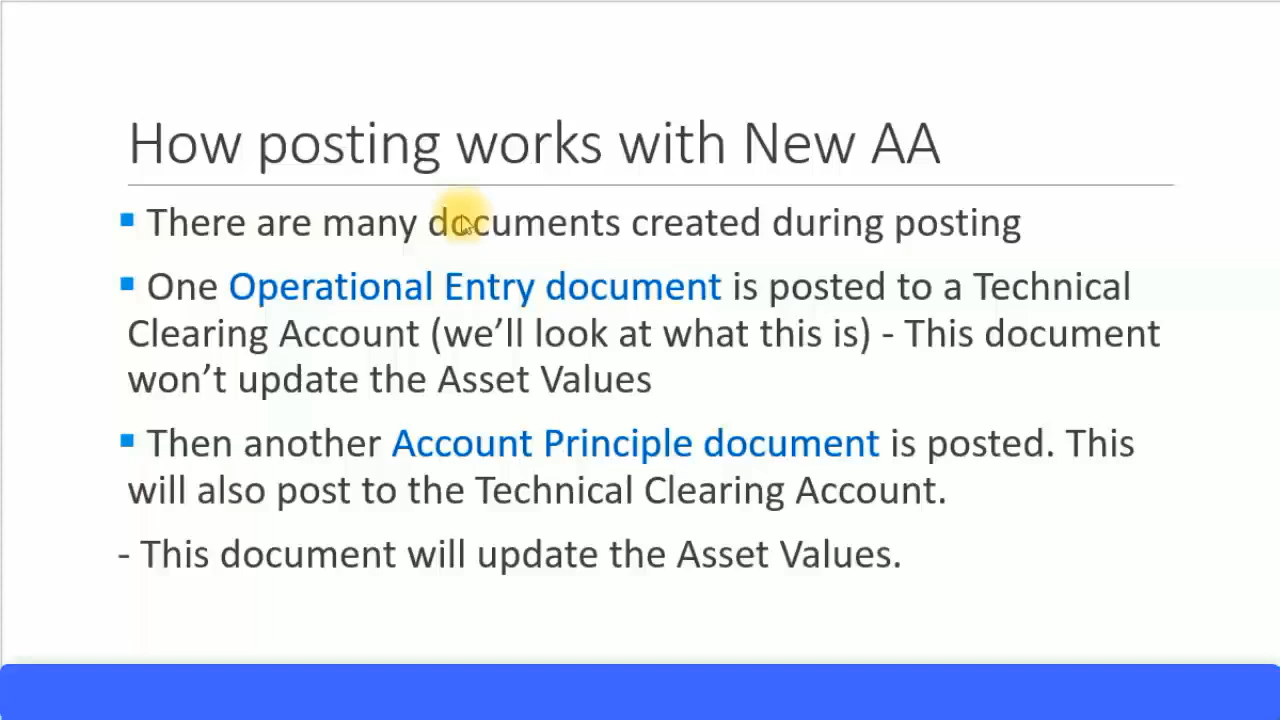 How posting works with New AA
▪ There are many documents created during posting
▪ One Operational Entry document is posted to a Technical
Clearing Account (we’ll look at what this is) - This document
won’t update the Asset Values
▪ Then another Account Principle document is posted. This
will also post to the Technical Clearing Account.
- This document will update the Asset Values.